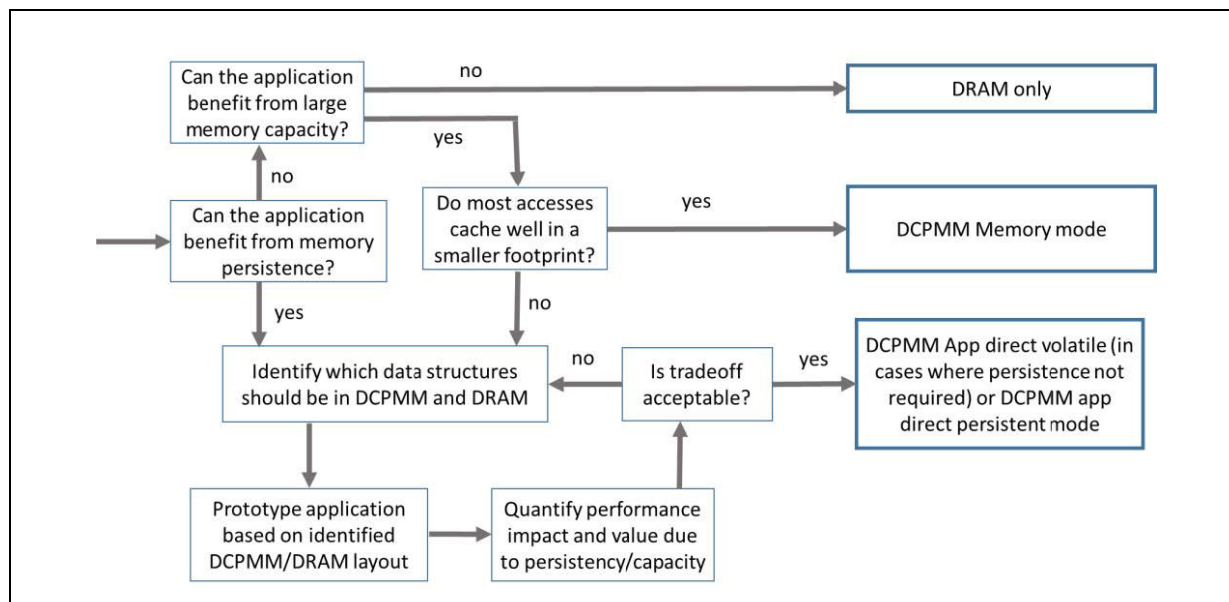 Can the application
benefit from large
memory capacity?
no
DRAM only
yes
no
Can the application
benefit from memory
persistence?
Do most accesses
cache well in a
smaller footprint?
yes
DCPMM Memory mode
yes
no
Identify which data structures
should be in DCPMM and DRAM
no
Is tradeoff
acceptable?
yes
DCPMM App direct volatile (in
cases where persistence not
required) or DCPMM app
direct persistent mode
Prototype application
based on identified
DCPMM/DRAM layout
Quantify performance
impact and value due
to persistency/capacity